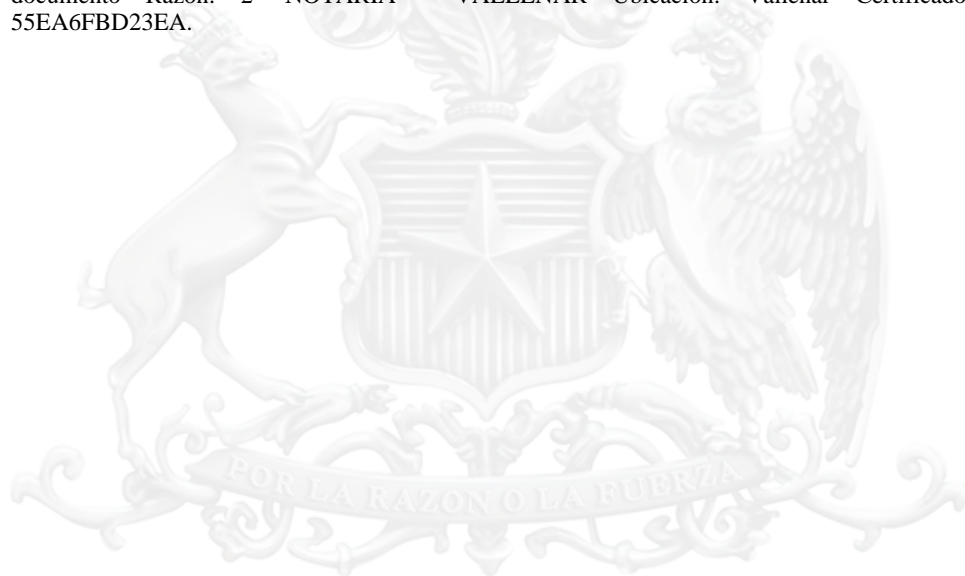 documento Razón: 2° NOTARIA - VALLENAR Ubicación: Vallenar Certificado
55EA6FBD23EA.
POR LA RAZON O LA FUERZA